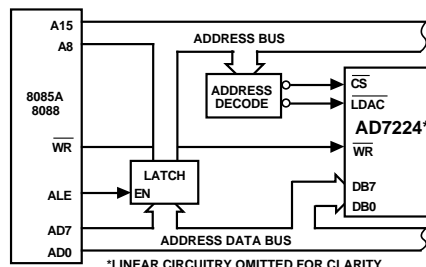 A15
ADDRESS BUS
A8
8085A
8088
ADDRESS
DECODE
CS
LDAC
AD7224*
WR
WR
LATCH
EN
ALE
DB7
DB0
AD7
ADDRESS DATA BUS
AD0
*LINEAR CIRCUITRY OMITTED FOR CLARITY